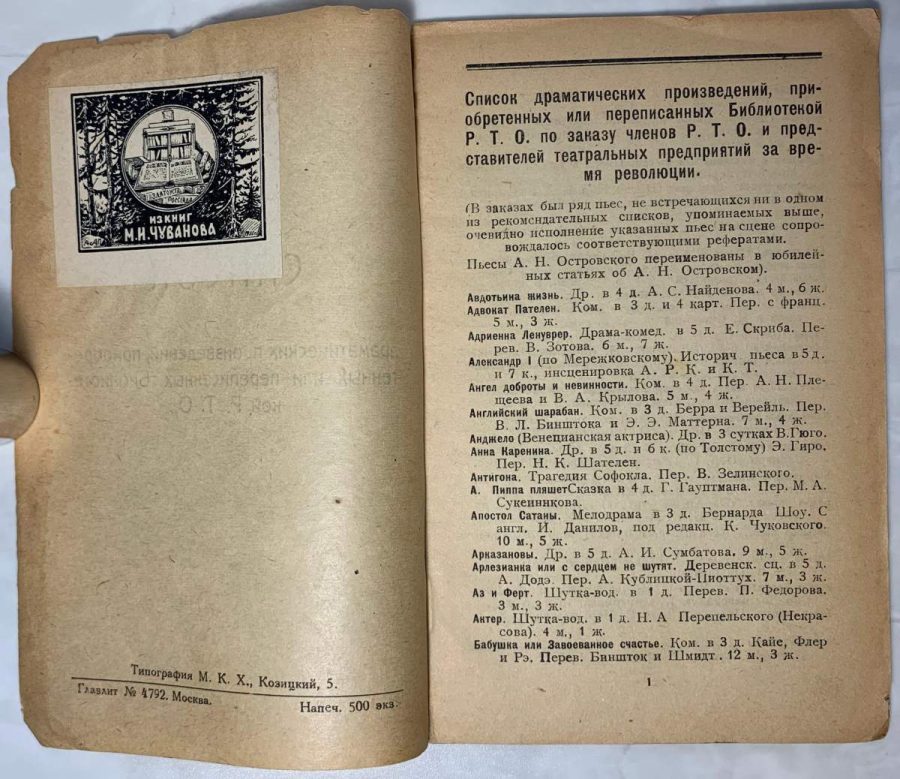 ИЗ КНИГ
М.И. ЧУВАНОВА
Типография М. К. Х., Козицкий, 5.
Главлит № 4792. Москва.
Напеч. 500 экз.
Список драматических произведений, при-
обретенных или переписанных Библиотекой
Р. Т. О. по заказу членов Р. Т. О. и пред-
ставителей театральных предприятий за вре-
мя революции.
(В заказах был ряд пьес, не встречающихся ни в одном
из рекомендательных списков, упоминаемых выше,
очевидно исполнение указанных пьес на сцене сопро-
вождалось соответствующими рефератами.
Пьесы А. Н. Островского переименованы в юбилей-
ных статьях об А. Н. Островском).
Авдотьина жизнь. Др. в 4 д. А. С. Найденова. 4 м., 6 ж.
Адвокат Пателен. Ком. в 3 д. и 4 карт. Пер. с франц.
5 м., 3 ж.
Адриенна Ленуврер. Драма-комед. в 5 д. Е. Скриба. Пе-
рев. В. Зотова. 6 м., 7 ж.
Александр I (по Мережковскому). Историч. пьеса в 5 д.
и 7 к., инсценировка А. Р. К. и К. Т.
Ангел доброты и невинности. Ком. в 4 д. Пер. А. Н. Пле-
щеева и В. А. Крылова. 5 м., 4 ж.
Английский шарабан. Ком. в 3 д. Берра и Верейль. Пер.
В. Л. Бинштока и Э. Э. Маттерна. 7 м., 4 ж.
Анджело (Венецианская актриса). Др. в 3 сутках В. Гюго.
Анна Каренина. Др. в 5 д. и 6 к. (по Толстому) Э. Гиро.
Пер. Н. К. Шателен.
Антигона. Трагедия Софокла. Пер. В. Зелинского.
А. Пиппа пляшет Сказка в 4 д. Г. Гауптмана. Пер. М. А.
Сукенникова.
Апостол Сатаны. Мелодрама в 3 д. Бернарда Шоу. С
англ. И. Данилов, под редакц. К. Чуковского.
10 м., 5 ж.
Арказановы. Др. в 5 д. А. И. Сумбатова. 9 м., 5 ж.
Арлезианка или с сердцем не шутят. Деревенск. сц. в 5 д.
А. Додэ. Пер. А. Кублицкой-Пиоттух. 7 м., 3 ж.
Аз и Ферт. Шутка-вод. в 1 д. Перев. П. Федорова.
3 м., 3 ж.
Актер. Шутка-вод. в 1 д. Н. А Перепельского (Некра-
сова). 4 м., 1 ж.
Бабушка или Завоеванное счастье. Ком. в 3 д. Кайе, Флер
и Рэ. Перев. Биншток и Шмидт. 12 м., 3 ж.
1